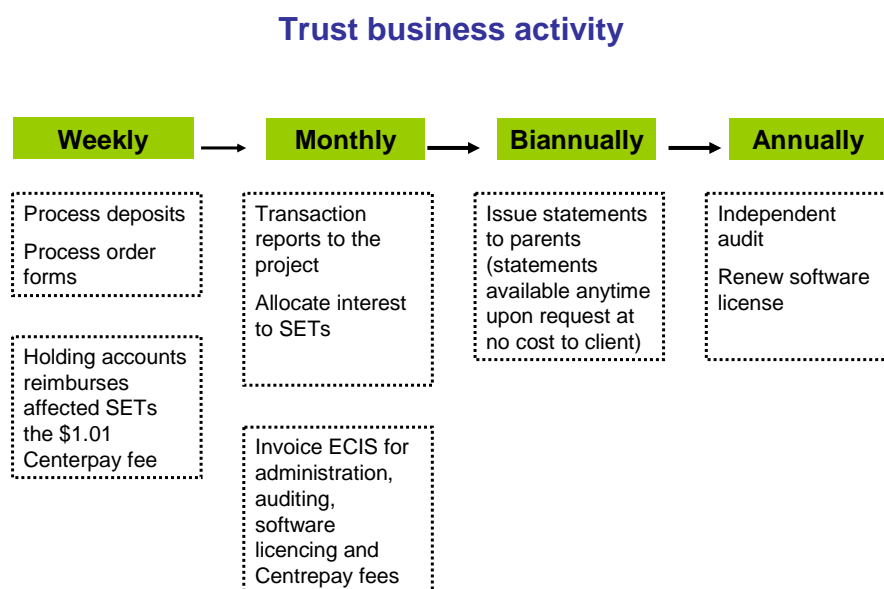 Trust business activity
Weekly
Monthly
Biannually
Annually
Process deposits
Process order
forms
Holding accounts
reimburses
affected SETs
the $1.01
Centerpay fee
Transaction
reports to the
project
Allocate interest
to SETs
Invoice ECIS for
administration,
auditing,
software
licencing and
Centrepay fees
Issue statements
to parents
(statements
available anytime
upon request at
no cost to client)
Independent
audit
Renew software
license